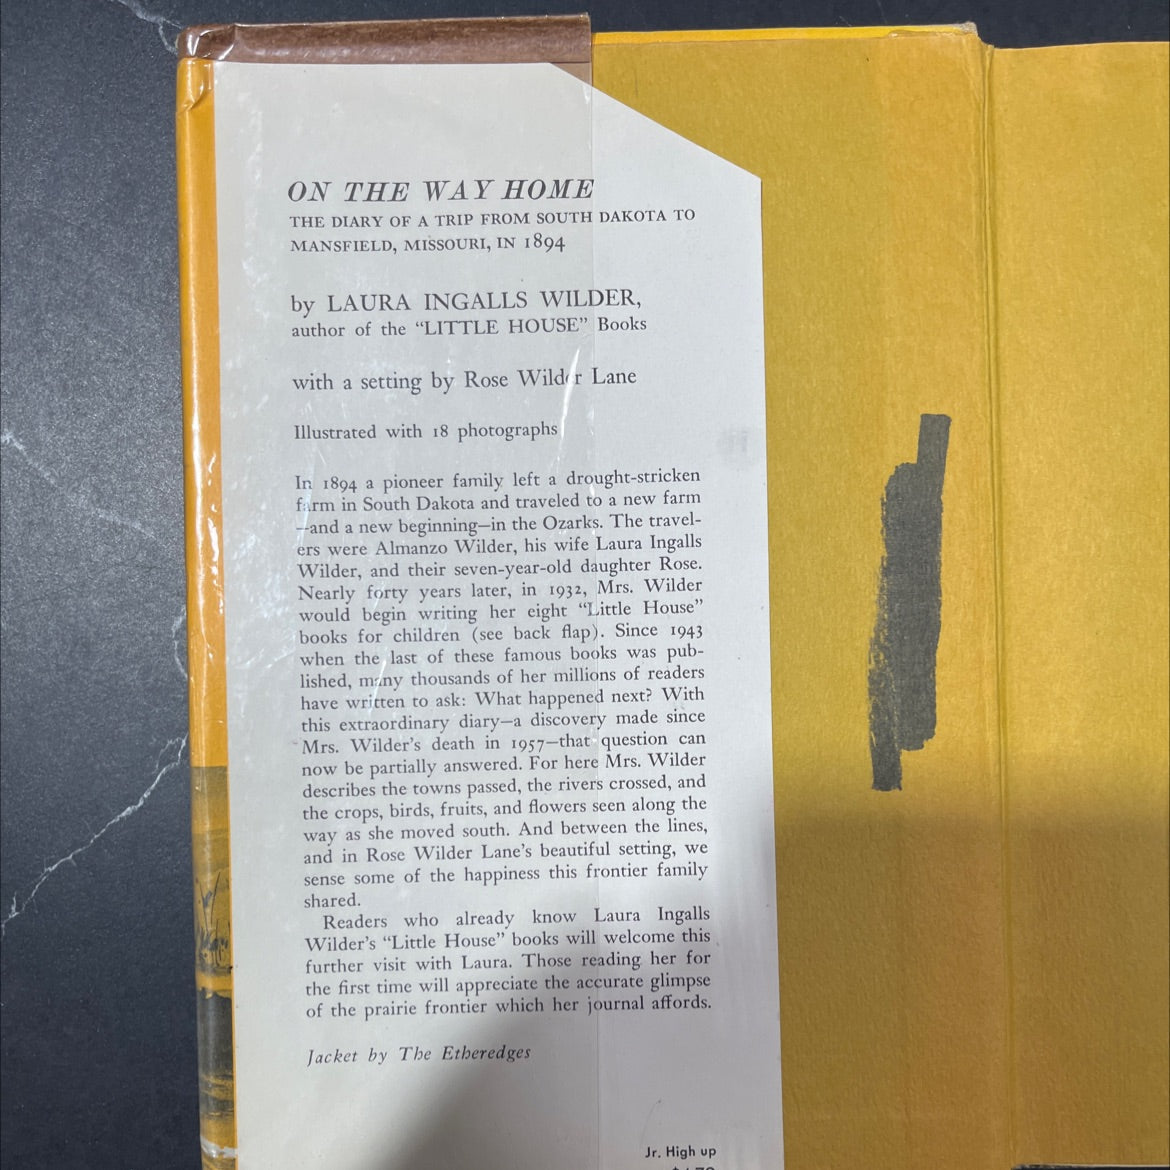 ON THE WAY HOME
THE DIARY OF A TRIP FROM SOUTH DAKOTA TO
MANSFIELD, MISSOURI, IN 1894
by LAURA INGALLS WILDER,
author of the “LITTLE HOUSE” Books
with a setting by Rose Wilder Lane
Illustrated with 18 photographs
In 1894 a pioneer family left a drought-stricken
farm in South Dakota and traveled to a new farm
—and a new beginning—in the Ozarks. The travel-
ers were Almanzo Wilder, his wife Laura Ingalls
Wilder, and their seven-year-old daughter Rose.
Nearly forty years later, in 1932, Mrs. Wilder
would begin writing her eight “Little House”
books for children (see back flap). Since 1943
when the last of these famous books was pub-
lished, many thousands of her millions of readers
have written to ask: What happened next? With
this extraordinary diary—a discovery made since
Mrs. Wilder’s death in 1957—that question can
now be partially answered. For here Mrs. Wilder
describes the towns passed, the rivers crossed, and
the crops, birds, fruits, and flowers seen along the
way as she moved south. And between the lines,
and in Rose Wilder Lane’s beautiful setting, we
sense some of the happiness this frontier family
shared.
Readers who already know Laura Ingalls
Wilder’s “Little House” books will welcome this
further visit with Laura. Those reading her for
the first time will appreciate the accurate glimpse
of the prairie frontier which her journal affords.
Jacket by The Etheredges
Jr. High up